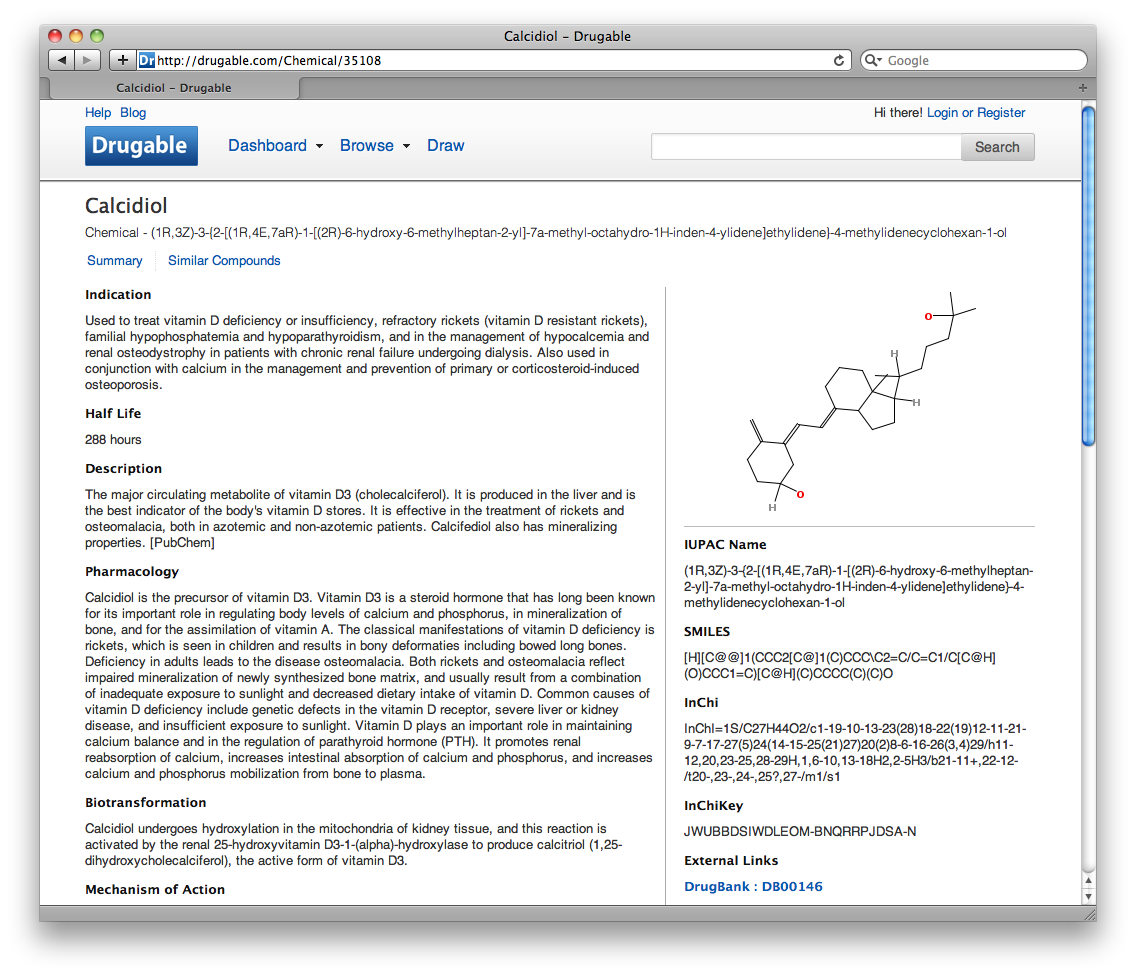 Calcidiol – Drugable
Dr http://drugable.com/Chemical/35108
Google
Calcidiol – Drugable
Help Blog
Hi there! Login or Register
Drugable
Dashboard Browse Draw
Search
Calcidiol
Chemical - (1R,3Z)-3-{2-[(1R,4E,7aR)-1-[(2R)-6-hydroxy-6-methylheptan-2-yl]-7a-methyl-octahydro-1H-inden-4-ylidene]ethylidene}-4-methylidenecyclohexan-1-ol
Summary Similar Compounds
Indication
Used to treat vitamin D deficiency or insufficiency, refractory rickets (vitamin D resistant rickets),
familial hypophosphatemia and hypoparathyroidism, and in the management of hypocalcemia and
renal osteodystrophy in patients with chronic renal failure undergoing dialysis. Also used in
conjunction with calcium in the management and prevention of primary or corticosteroid-induced
osteoporosis.
Half Life
288 hours
Description
The major circulating metabolite of vitamin D3 (cholecalciferol). It is produced in the liver and is
the best indicator of the body's vitamin D stores. It is effective in the treatment of rickets and
osteomalacia, both in azotemic and non-azotemic patients. Calcifediol also has mineralizing
properties. [PubChem]
Pharmacology
Calcidiol is the precursor of vitamin D3. Vitamin D3 is a steroid hormone that has long been known
for its important role in regulating body levels of calcium and phosphorus, in mineralization of
bone, and for the assimilation of vitamin A. The classical manifestations of vitamin D deficiency is
rickets, which is seen in children and results in bony deformaties including bowed long bones.
Deficiency in adults leads to the disease osteomalacia. Both rickets and osteomalacia reflect
impaired mineralization of newly synthesized bone matrix, and usually result from a combination
of inadequate exposure to sunlight and decreased dietary intake of vitamin D. Common causes of
vitamin D deficiency include genetic defects in the vitamin D receptor, severe liver or kidney
disease, and insufficient exposure to sunlight. Vitamin D plays an important role in maintaining
calcium balance and in the regulation of parathyroid hormone (PTH). It promotes renal
reabsorption of calcium, increases intestinal absorption of calcium and phosphorus, and increases
calcium and phosphorus mobilization from bone to plasma.
Biotransformation
Calcidiol undergoes hydroxylation in the mitochondria of kidney tissue, and this reaction is
activated by the renal 25-hydroxyvitamin D3-1-(alpha)-hydroxylase to produce calcitriol (1,25-
dihydroxycholecalciferol), the active form of vitamin D3.
Mechanism of Action
O
H
H
O
H
IUPAC Name
(1R,3Z)-3-{2-[(1R,4E,7aR)-1-[(2R)-6-hydroxy-6-methylheptan-
2-yl]-7a-methyl-octahydro-1H-inden-4-ylidene]ethylidene}-4-
methylidenecyclohexan-1-ol
SMILES
[H][C@@]1(CCC2[C@]1(C)CCC\C2=C/C=C1/C[C@H]
(O)CCC1=C)[C@H](C)CCCC(C)(C)O
InChi
InChI=1S/C27H44O2/c1-19-10-13-23(28)18-22(19)12-11-21-
9-7-17-27(5)24(14-15-25(21)27)20(2)8-6-16-26(3,4)29/h11-
12,20,23-25,28-29H,1,6-10,13-18H2,2-5H3/b21-11+,22-12-
/t20-,23-,24-,25?,27-/m1/s1
InChiKey
JWUBBDSIWDLEOM-BNQRRPJDSA-N
External Links
DrugBank : DB00146